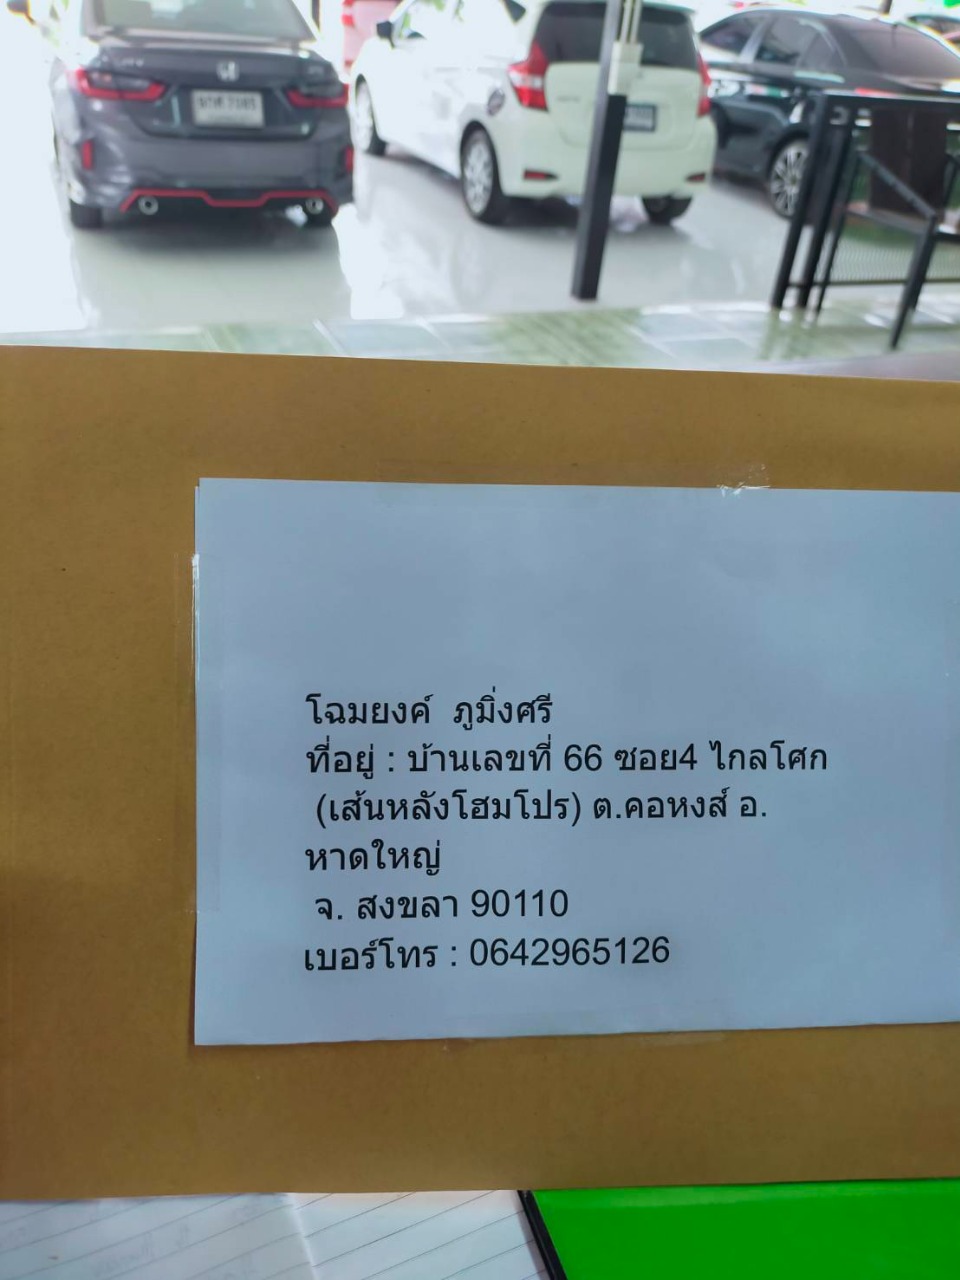 โฉมยงค์ ภูมิ่งศรี
ที่อยู่ : บ้านเลขที่ 66 ซอย4 ไกลโศก
(เส้นหลังโฮมโปร) ต.คอหงส์ อ.
หาดใหญ่
จ. สงขลา 90110
เบอร์โทร : 0642965126